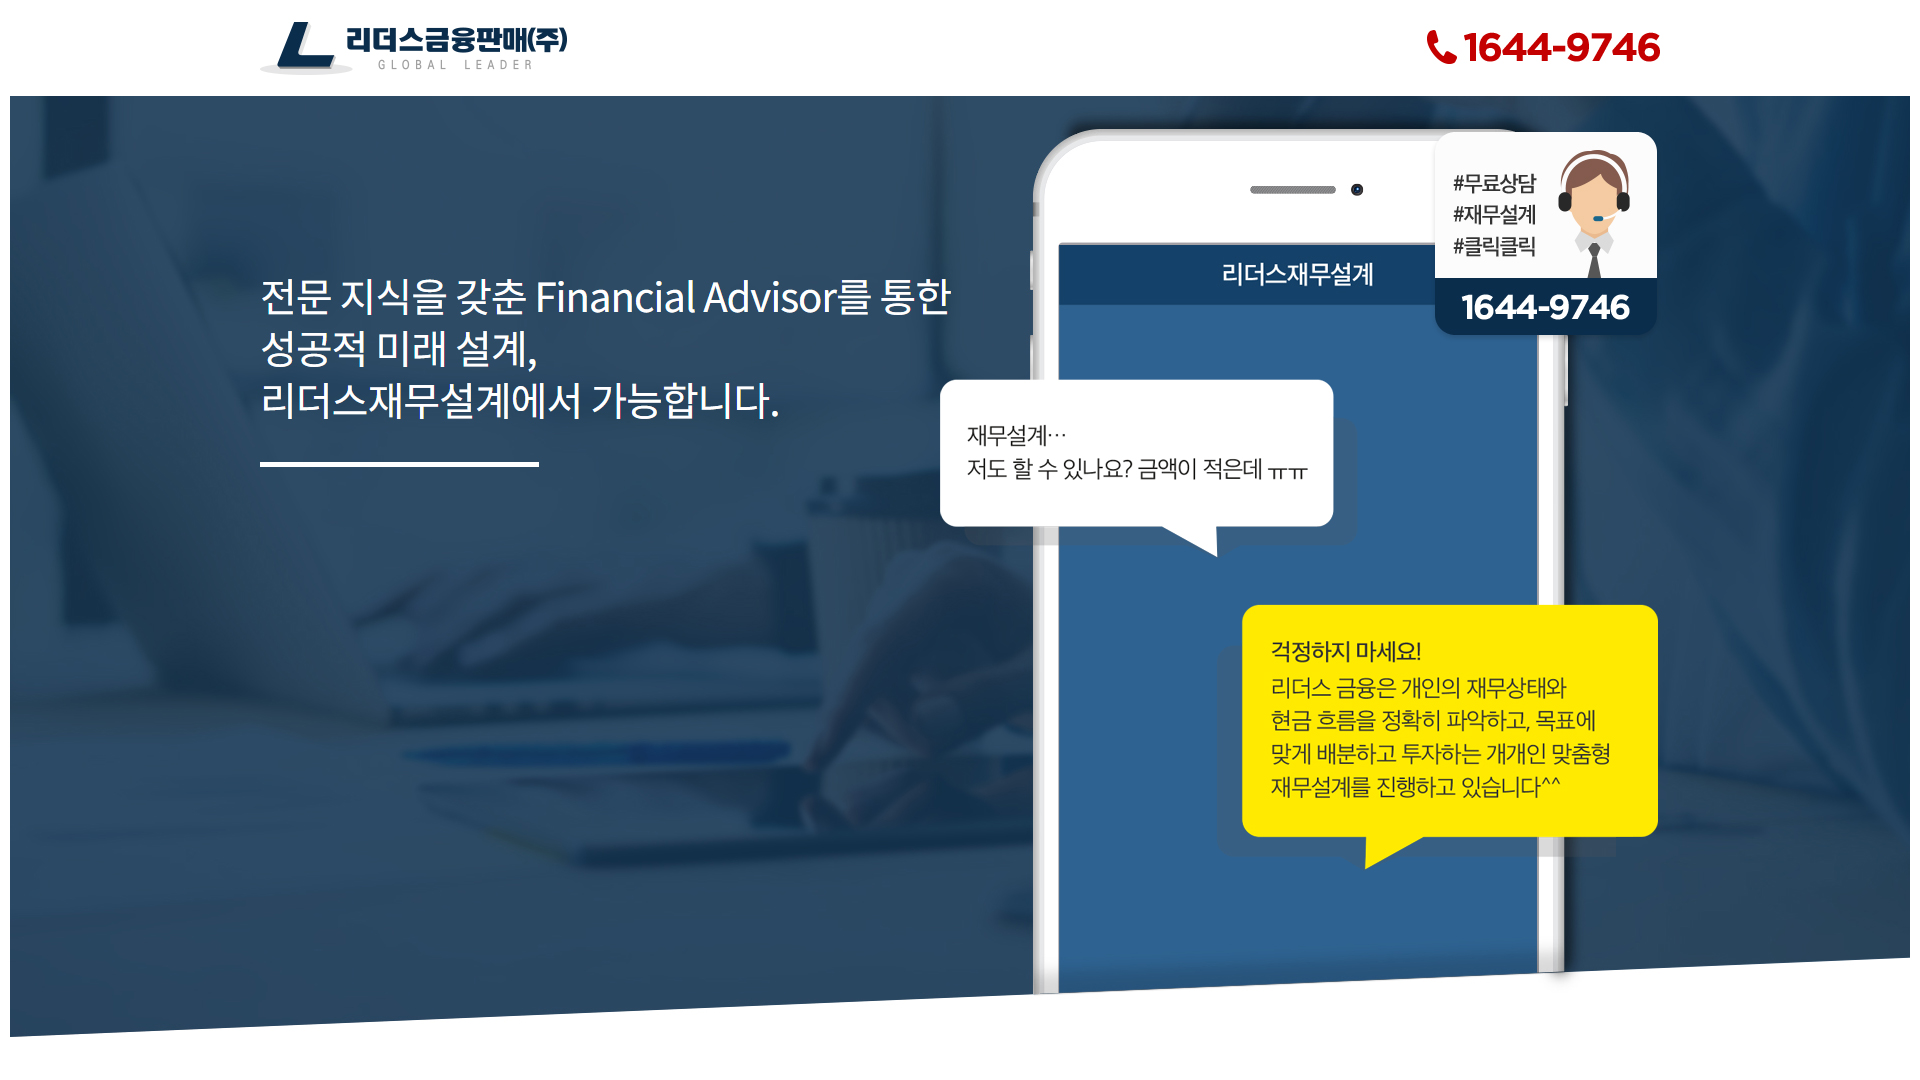 리더스금융판매(주)
GLOBAL LEADER
1644-9746
전문 지식을 갖춘 Financial Advisor를 통한
성공적 미래 설계,
리더스재무설계에서 가능합니다.
리더스재무설계
#무료상담
#재무설계
#클릭클릭
1644-9746
재무설계…
저도 할 수 있나요? 금액이 적은데 ㅠㅠ
걱정하지 마세요!
리더스 금융은 개인의 재무상태와
현금 흐름을 정확히 파악하고, 목표에
맞게 배분하고 투자하는 개개인 맞춤형
재무설계를 진행하고 있습니다^^